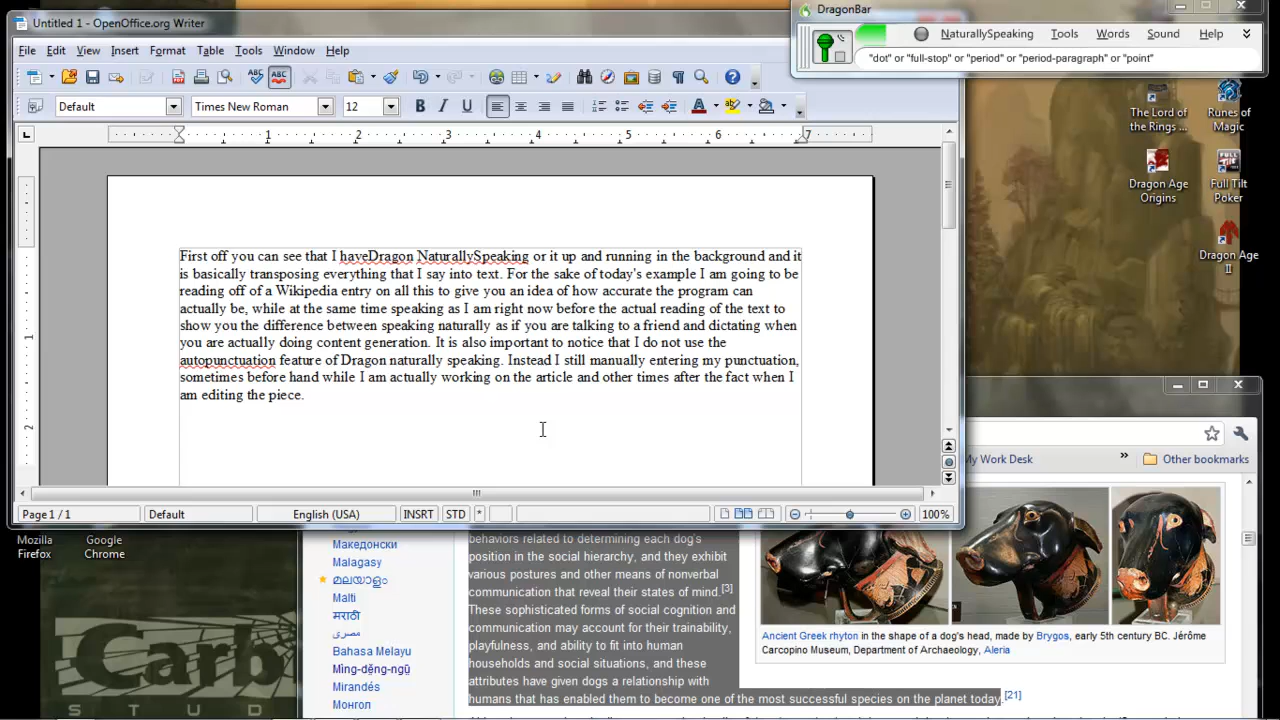 Untitled 1 - OpenOffice.org Writer
File Edit View Insert Format Table Tools Window Help
Default Times New Roman 12
1 2 3 4 5 6 7
First off you can see that I haveDragon NaturallySpeaking or it up and running in the background and it
is basically transposing everything that I say into text. For the sake of today's example I am going to be
reading off of a Wikipedia entry on all this to give you an idea of how accurate the program can
actually be, while at the same time speaking as I am right now before the actual reading of the text to
show you the difference between speaking naturally as if you are talking to a friend and dictating when
you are actually doing content generation. It is also important to notice that I do not use the
autopunctuation feature of Dragon naturally speaking. Instead I still manually entering my punctuation,
sometimes before hand while I am actually working on the article and other times after the fact when I
am editing the piece.
1
2
Page 1 / 1 Default English (USA) INSRT STD * 100%
DragonBar
NaturallySpeaking Tools Words Sound Help
"dot" or "full-stop" or "period" or "period-paragraph" or "point"
The Lord of the Rings ...
Runes of Magic
Dragon Age Origins
Full Tilt Poker
Dragon Age II
My Work Desk » Other bookmarks
Mozilla Firefox
Google Chrome
Carb
STUD
Македонски
Malagasy
മലയാളം
Malti
मराठी
مصرى
Bahasa Melayu
Mìng-dĕ̤ng-ngṳ̄
Mirandés
Монгол
behaviors related to determining each dog's
position in the social hierarchy, and they exhibit
various postures and other means of nonverbal
communication that reveal their states of mind.[3]
These sophisticated forms of social cognition and
communication may account for their trainability,
playfulness, and ability to fit into human
households and social situations, and these
attributes have given dogs a relationship with
humans that has enabled them to become one of the most successful species on the planet today.[21]
Ancient Greek rhyton in the shape of a dog's head, made by Brygos, early 5th century BC. Jérôme
Carcopino Museum, Department of Archaeology, Aleria